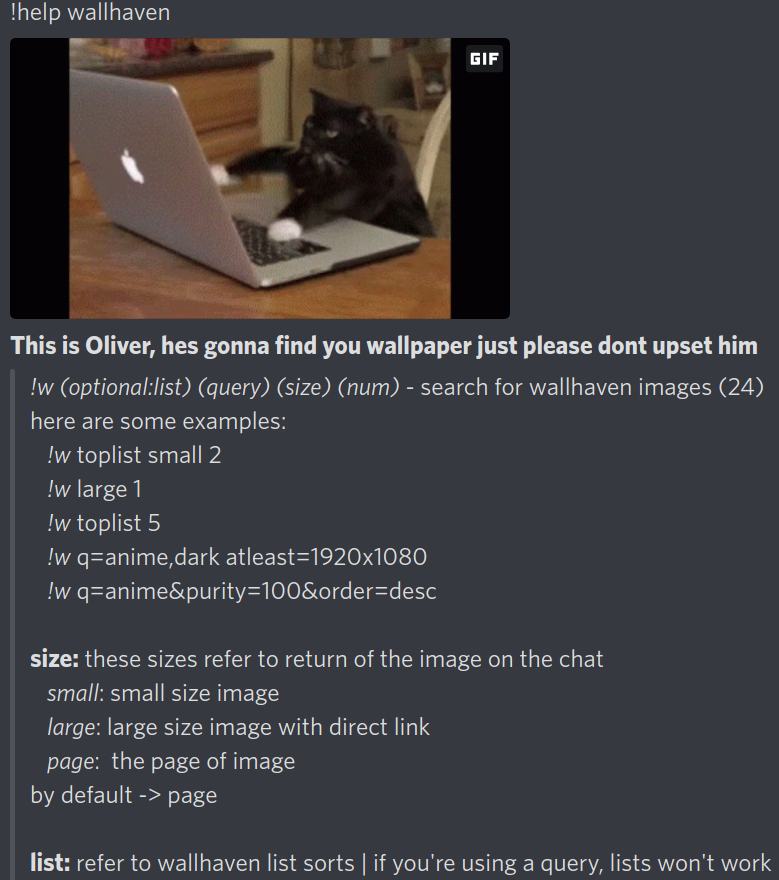 !help wallhaven
GIF
This is Oliver, hes gonna find you wallpaper just please dont upset him
!w (optional:list) (query) (size) (num) - search for wallhaven images (24)
here are some examples:
!w toplist small 2
!w large 1
!w toplist 5
!w q=anime,dark atleast=1920x1080
!w q=anime&purity=100&order=desc
size: these sizes refer to return of the image on the chat
small: small size image
large: large size image with direct link
page:  the page of image
by default -> page
list: refer to wallhaven list sorts | if you're using a query, lists won't work